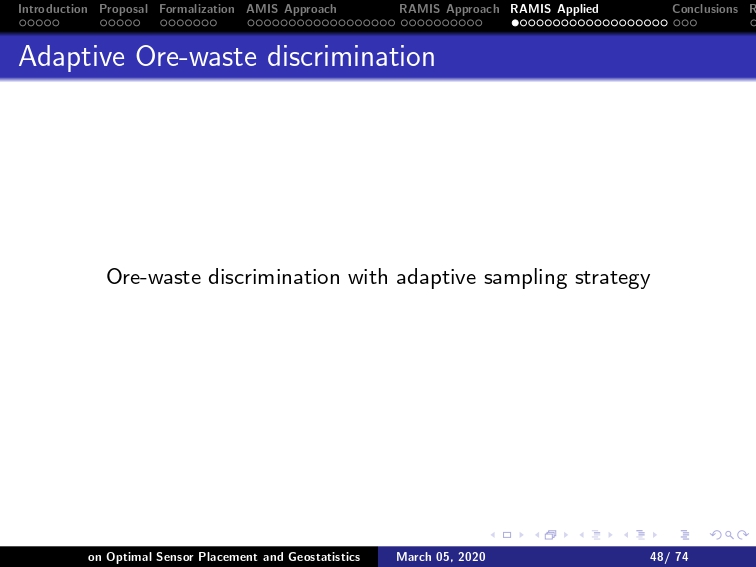 Introduction Proposal Formalization AMIS Approach RAMIS Approach RAMIS Applied Conclusions R
Adaptive Ore-waste discrimination
Ore-waste discrimination with adaptive sampling strategy
on Optimal Sensor Placement and Geostatistics March 05, 2020 48/ 74